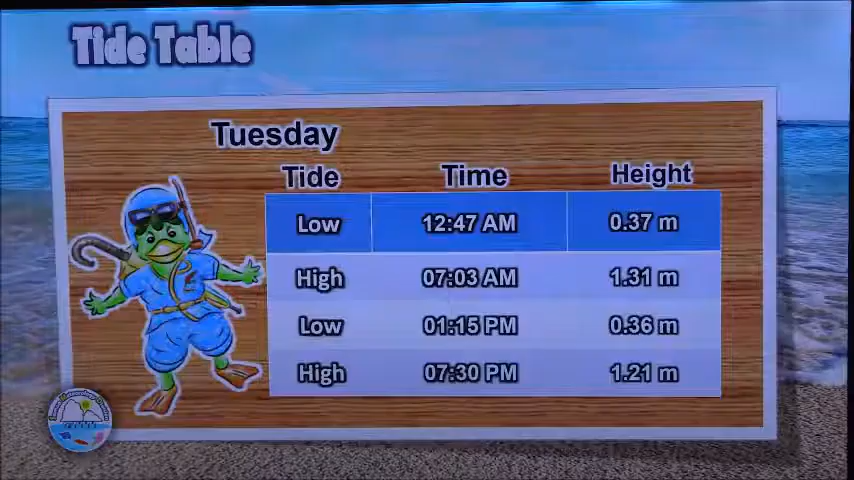 Tide Table
Tuesday
Tide Time Height
Low 12:47 AM 0.37 m
High 07:03 AM 1.31 m
Low 01:15 PM 0.36 m
High 07:30 PM 1.21 m